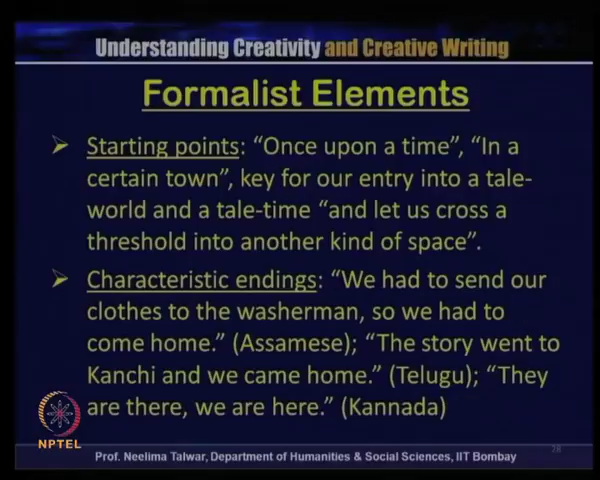 Understanding Creativity and Creative Writing
Formalist Elements
➢ Starting points: “Once upon a time”, “In a
certain town”, key for our entry into a tale-
world and a tale-time “and let us cross a
threshold into another kind of space”.
➢ Characteristic endings: “We had to send our
clothes to the washerman, so we had to
come home.” (Assamese); “The story went to
Kanchi and we came home.” (Telugu); “They
are there, we are here.” (Kannada)
NPTEL
28
Prof. Neelima Talwar, Department of Humanities & Social Sciences, IIT Bombay